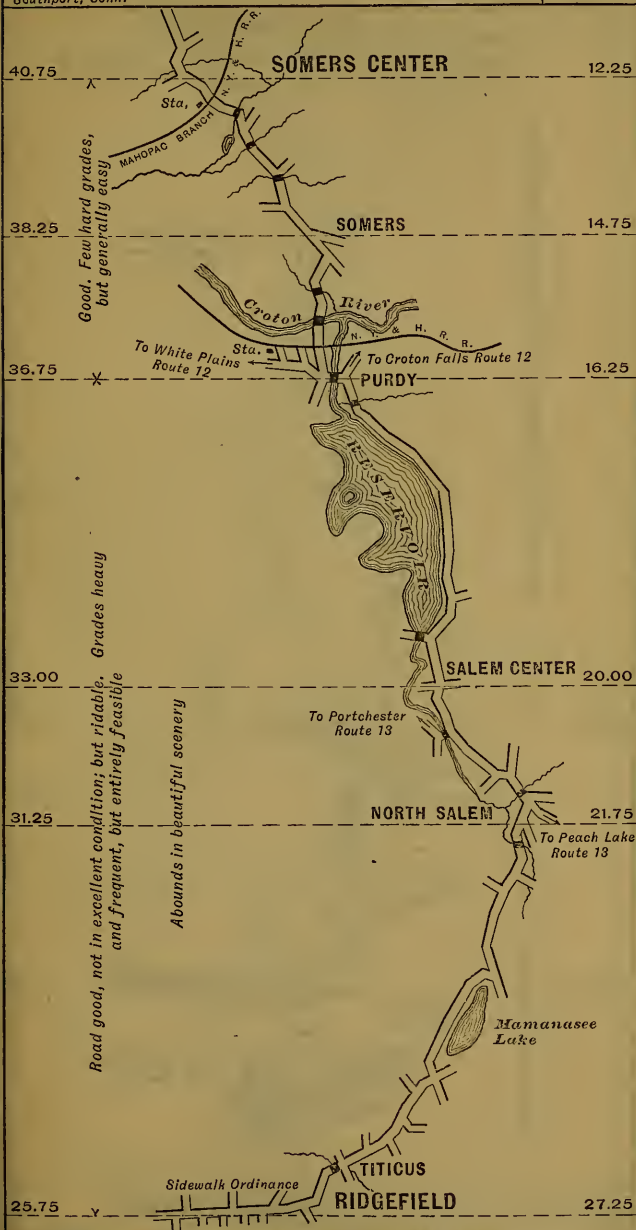 Southport, Conn.
40.75 SOMERS CENTER 12.25
Sta.
N. Y. & H. R. R.
MAHOPAC BRANCH
Good. Few hard grades,
but generally easy
38.25 SOMERS 14.75
Croton River
N. Y. & H. R. R.
To White Plains
Route 12
Sta.
To Croton Falls Route 12
36.75 PURDY 16.25
RESERVOIR
33.00 SALEM CENTER 20.00
To Portchester
Route 13
Road good, not in excellent condition; but ridable. Grades heavy
and frequent, but entirely feasible
Abounds in beautiful scenery
31.25 NORTH SALEM 21.75
To Peach Lake
Route 13
Mamanasee
Lake
TITICUS
Sidewalk Ordinance
RIDGEFIELD
25.75 27.25